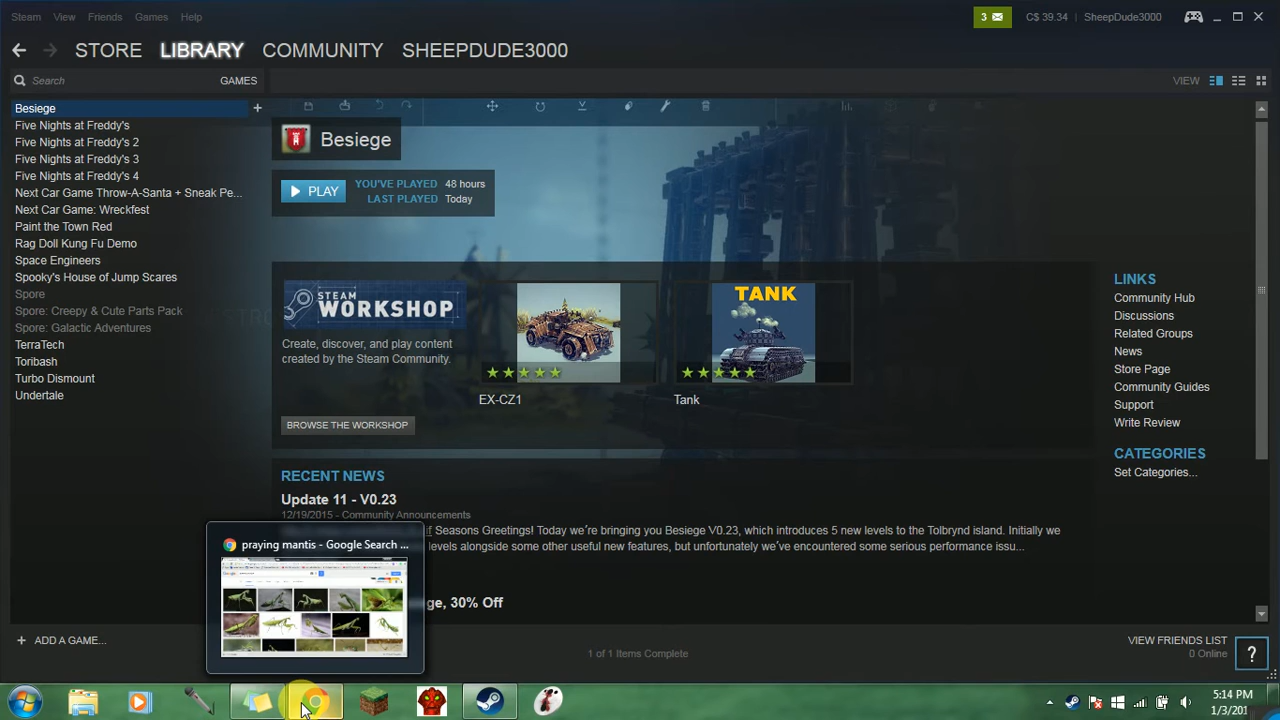 Steam View Friends Games Help
3 C$ 39.34 SheepDude3000
STORE LIBRARY COMMUNITY SHEEPDUDE3000
Search GAMES VIEW
Besiege
Five Nights at Freddy's
Five Nights at Freddy's 2
Five Nights at Freddy's 3
Five Nights at Freddy's 4
Next Car Game Throw-A-Santa + Sneak Pe...
Next Car Game: Wreckfest
Paint the Town Red
Rag Doll Kung Fu Demo
Space Engineers
Spooky's House of Jump Scares
Spore
Spore: Creepy & Cute Parts Pack
Spore: Galactic Adventures
TerraTech
Toribash
Turbo Dismount
Undertale
+ ADD A GAME...
Besiege
PLAY
YOU'VE PLAYED 48 hours
LAST PLAYED Today
STEAM
WORKSHOP
Create, discover, and play content
created by the Steam Community.
BROWSE THE WORKSHOP
EX-CZ1
TANK
Tank
RECENT NEWS
Update 11 - V0.23
12/19/2015 - Community Announcements
if Seasons Greetings! Today we're bringing you Besiege V0.23, which introduces 5 new levels to the Tolbrynd island. Initially we
levels alongside some other useful new features, but unfortunately we've encountered some serious performance issu...
ge, 30% Off
1 of 1 Items Complete
LINKS
Community Hub
Discussions
Related Groups
News
Store Page
Community Guides
Support
Write Review
CATEGORIES
Set Categories...
VIEW FRIENDS LIST
0 Online
?
praying mantis - Google Search ...
5:14 PM